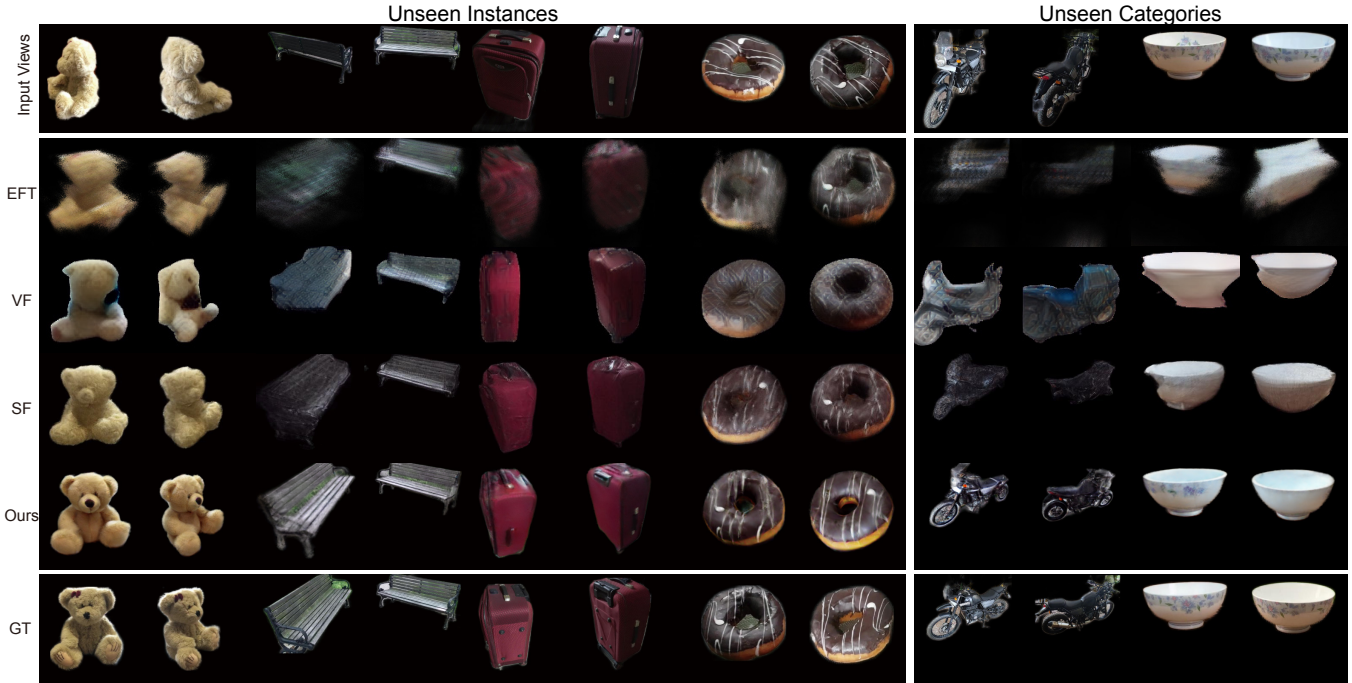 Unseen Instances
Unseen Categories
Input Views
EFT
VF
SF
Ours
GT